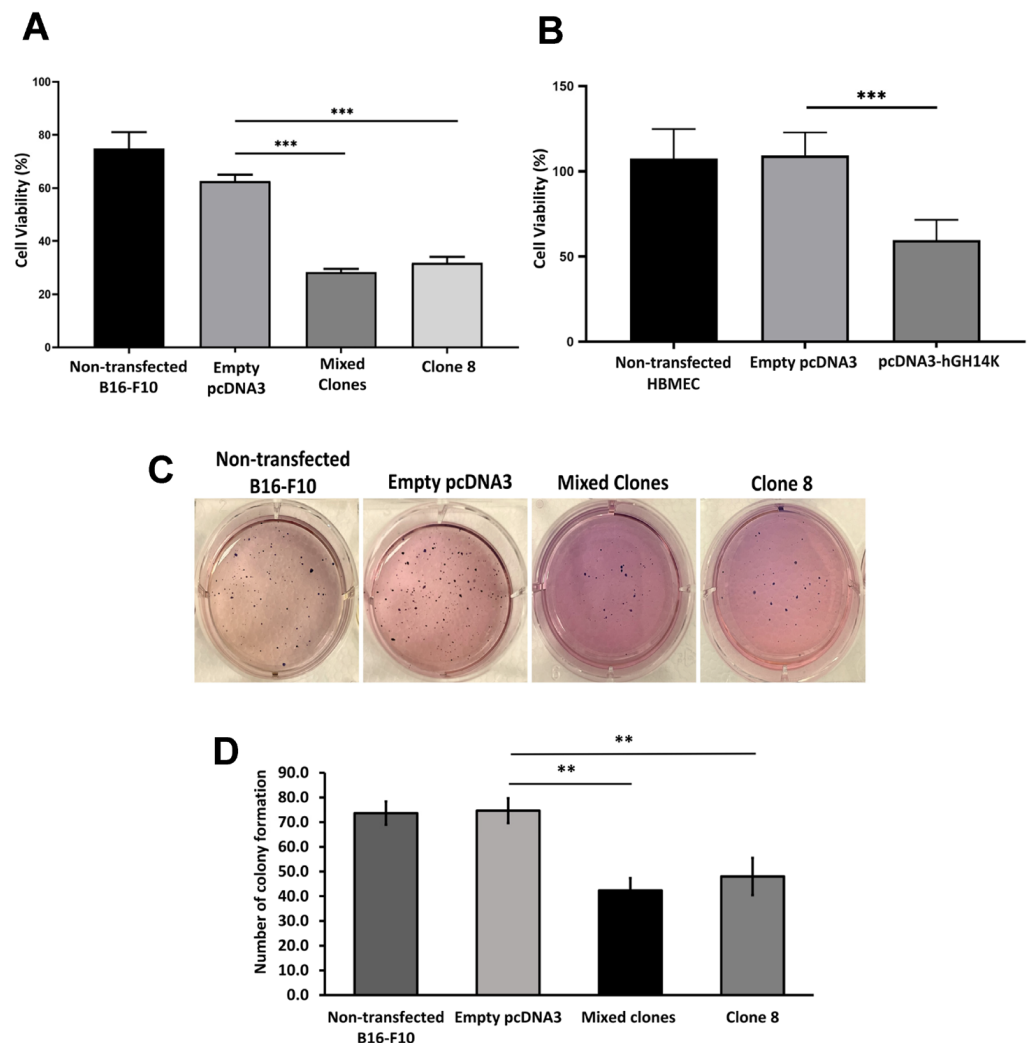 A
100
80
60
40
20
0
Cell Viability (%)
***
***
Non-transfected
B16-F10
Empty
pcDNA3
Mixed
Clones
Clone 8
B
150
100
50
0
Cell Viability (%)
***
Non-transfected
HBMEC
Empty pcDNA3
pcDNA3-hGH14K
C
Non-transfected
B16-F10
Empty pcDNA3
Mixed Clones
Clone 8
D
90.0
80.0
70.0
60.0
50.0
40.0
30.0
20.0
10.0
0.0
Number of colony formation
**
**
Non-transfected
B16-F10
Empty pcDNA3
Mixed clones
Clone 8